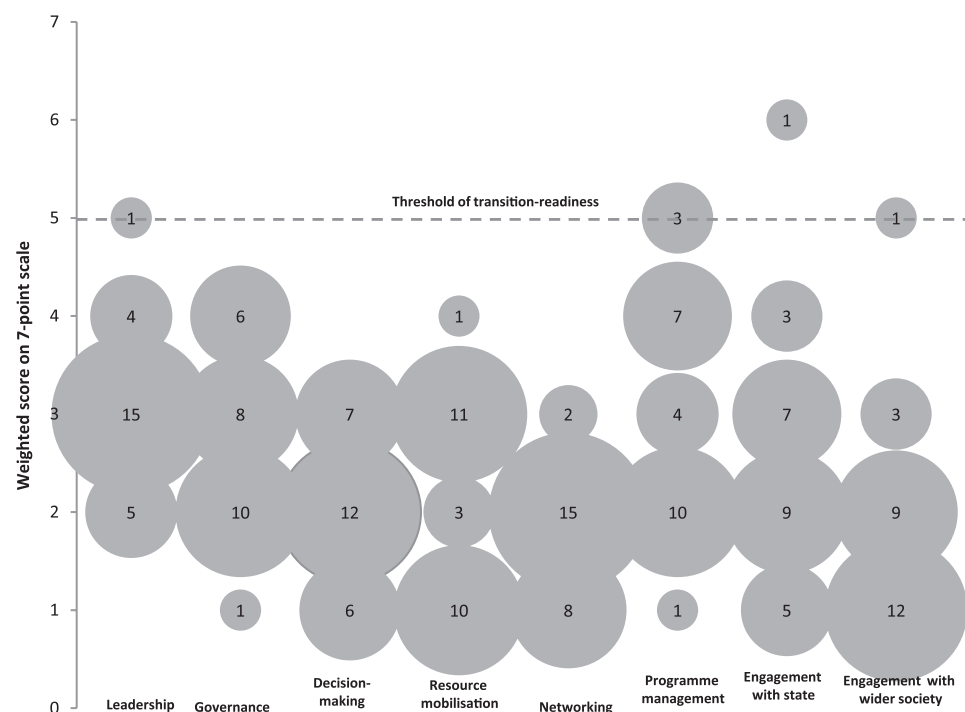 7
6
1
Threshold of transition-readiness
5
1
3
1
Weighted score on 7-point scale
4
4
6
1
7
3
3
15
8
7
11
2
4
7
3
2
5
10
12
3
15
10
9
9
1
1
6
10
8
1
5
12
0
Leadership
Governance
Decision-
making
Resource
mobilisation
Networking
Programme
management
Engagement
with state
Engagement with
wider society